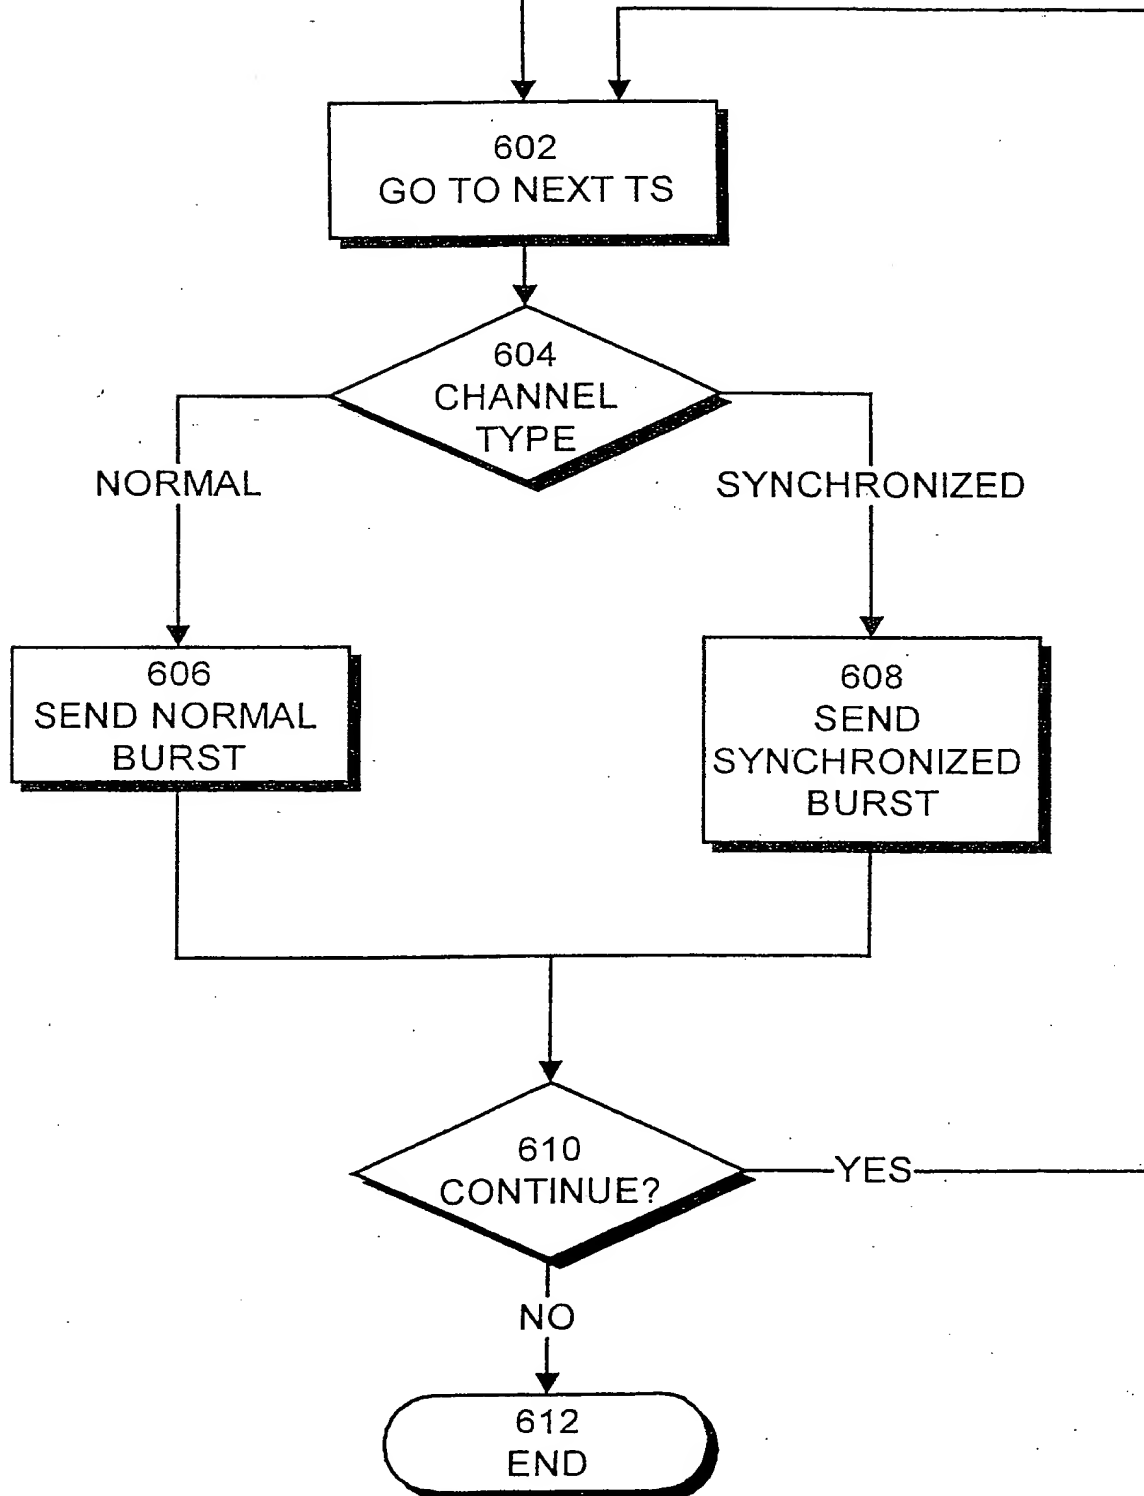 602
GO TO NEXT TS
604
CHANNEL
TYPE
NORMAL
SYNCHRONIZED
606
SEND NORMAL
BURST
608
SEND
SYNCHRONIZED
BURST
610
CONTINUE?
YES
NO
612
END